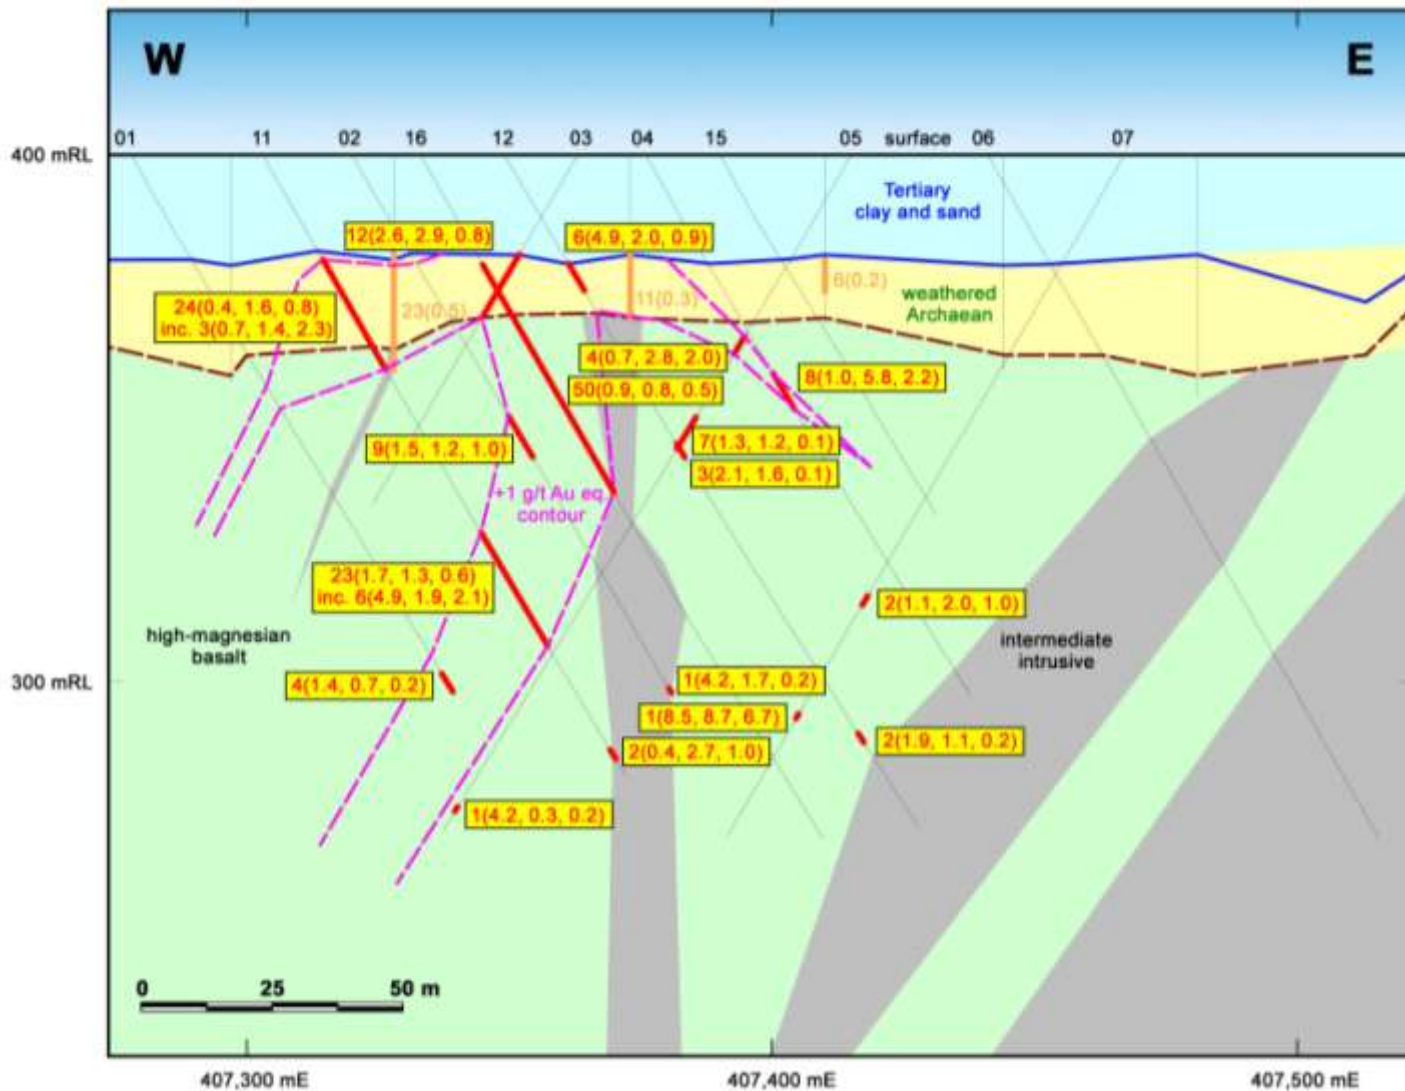 W
E
01 11 02 16 12 03 04 15 05 surface 06 07
400 mRL
Tertiary
clay and sand
12(2.6, 2.9, 0.8)
6(4.9, 2.0, 0.9)
6(0.2)
24(0.4, 1.6, 0.8)
inc. 3(0.7, 1.4, 2.3)
23(0.5)
11(0.3)
weathered
Archaean
4(0.7, 2.8, 2.0)
50(0.9, 0.8, 0.5)
8(1.0, 5.8, 2.2)
9(1.5, 1.2, 1.0)
7(1.3, 1.2, 0.1)
3(2.1, 1.6, 0.1)
+1 g/t Au eq.
contour
23(1.7, 1.3, 0.6)
inc. 6(4.9, 1.9, 2.1)
2(1.1, 2.0, 1.0)
high-magnesian
basalt
intermediate
intrusive
300 mRL
4(1.4, 0.7, 0.2)
1(4.2, 1.7, 0.2)
1(8.5, 8.7, 6.7)
2(0.4, 2.7, 1.0)
2(1.9, 1.1, 0.2)
1(4.2, 0.3, 0.2)
0 25 50 m
407,300 mE 407,400 mE 407,500 mE